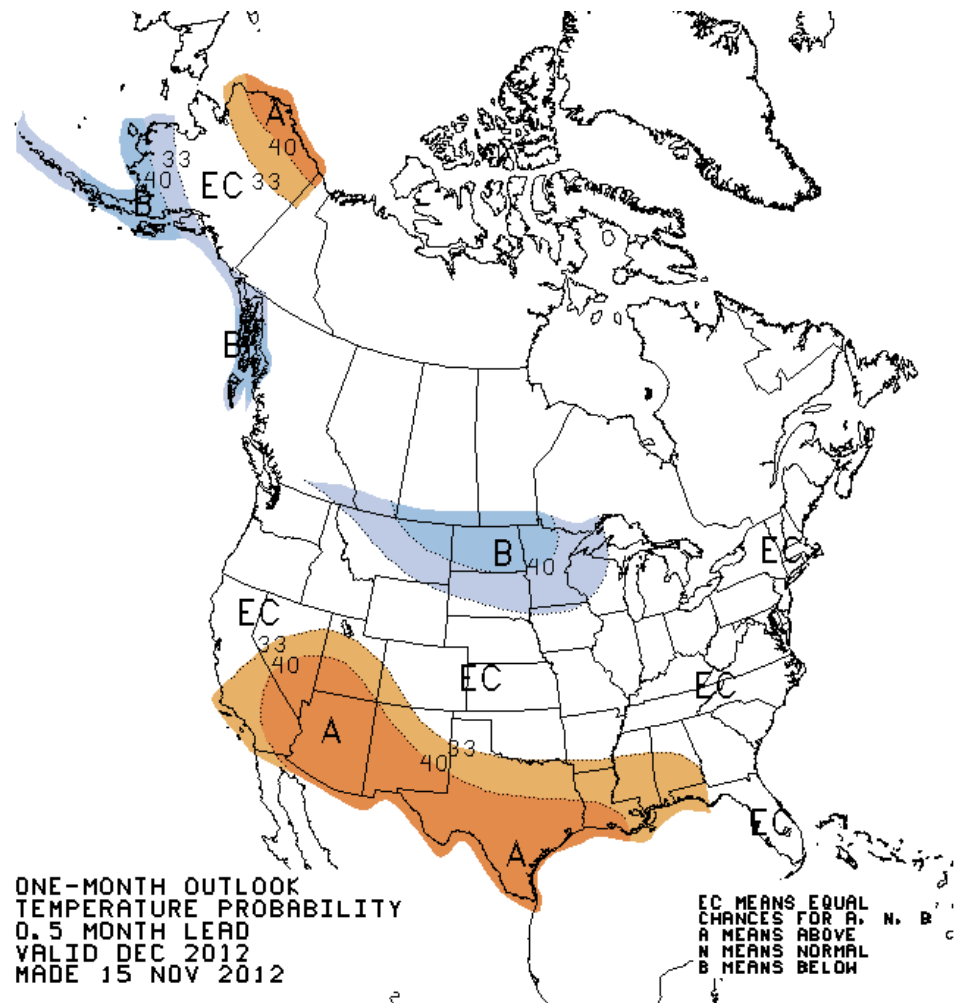 A
33
40
40
EC
33
B
B
B
40
EC
EC
33
40
EC
EC
A
33
40
EC
A
ONE-MONTH OUTLOOK
TEMPERATURE PROBABILITY
0.5 MONTH LEAD
VALID DEC 2012
MADE 15 NOV 2012
EC MEANS EQUAL
CHANCES FOR A, N, B
A MEANS ABOVE
N MEANS NORMAL
B MEANS BELOW